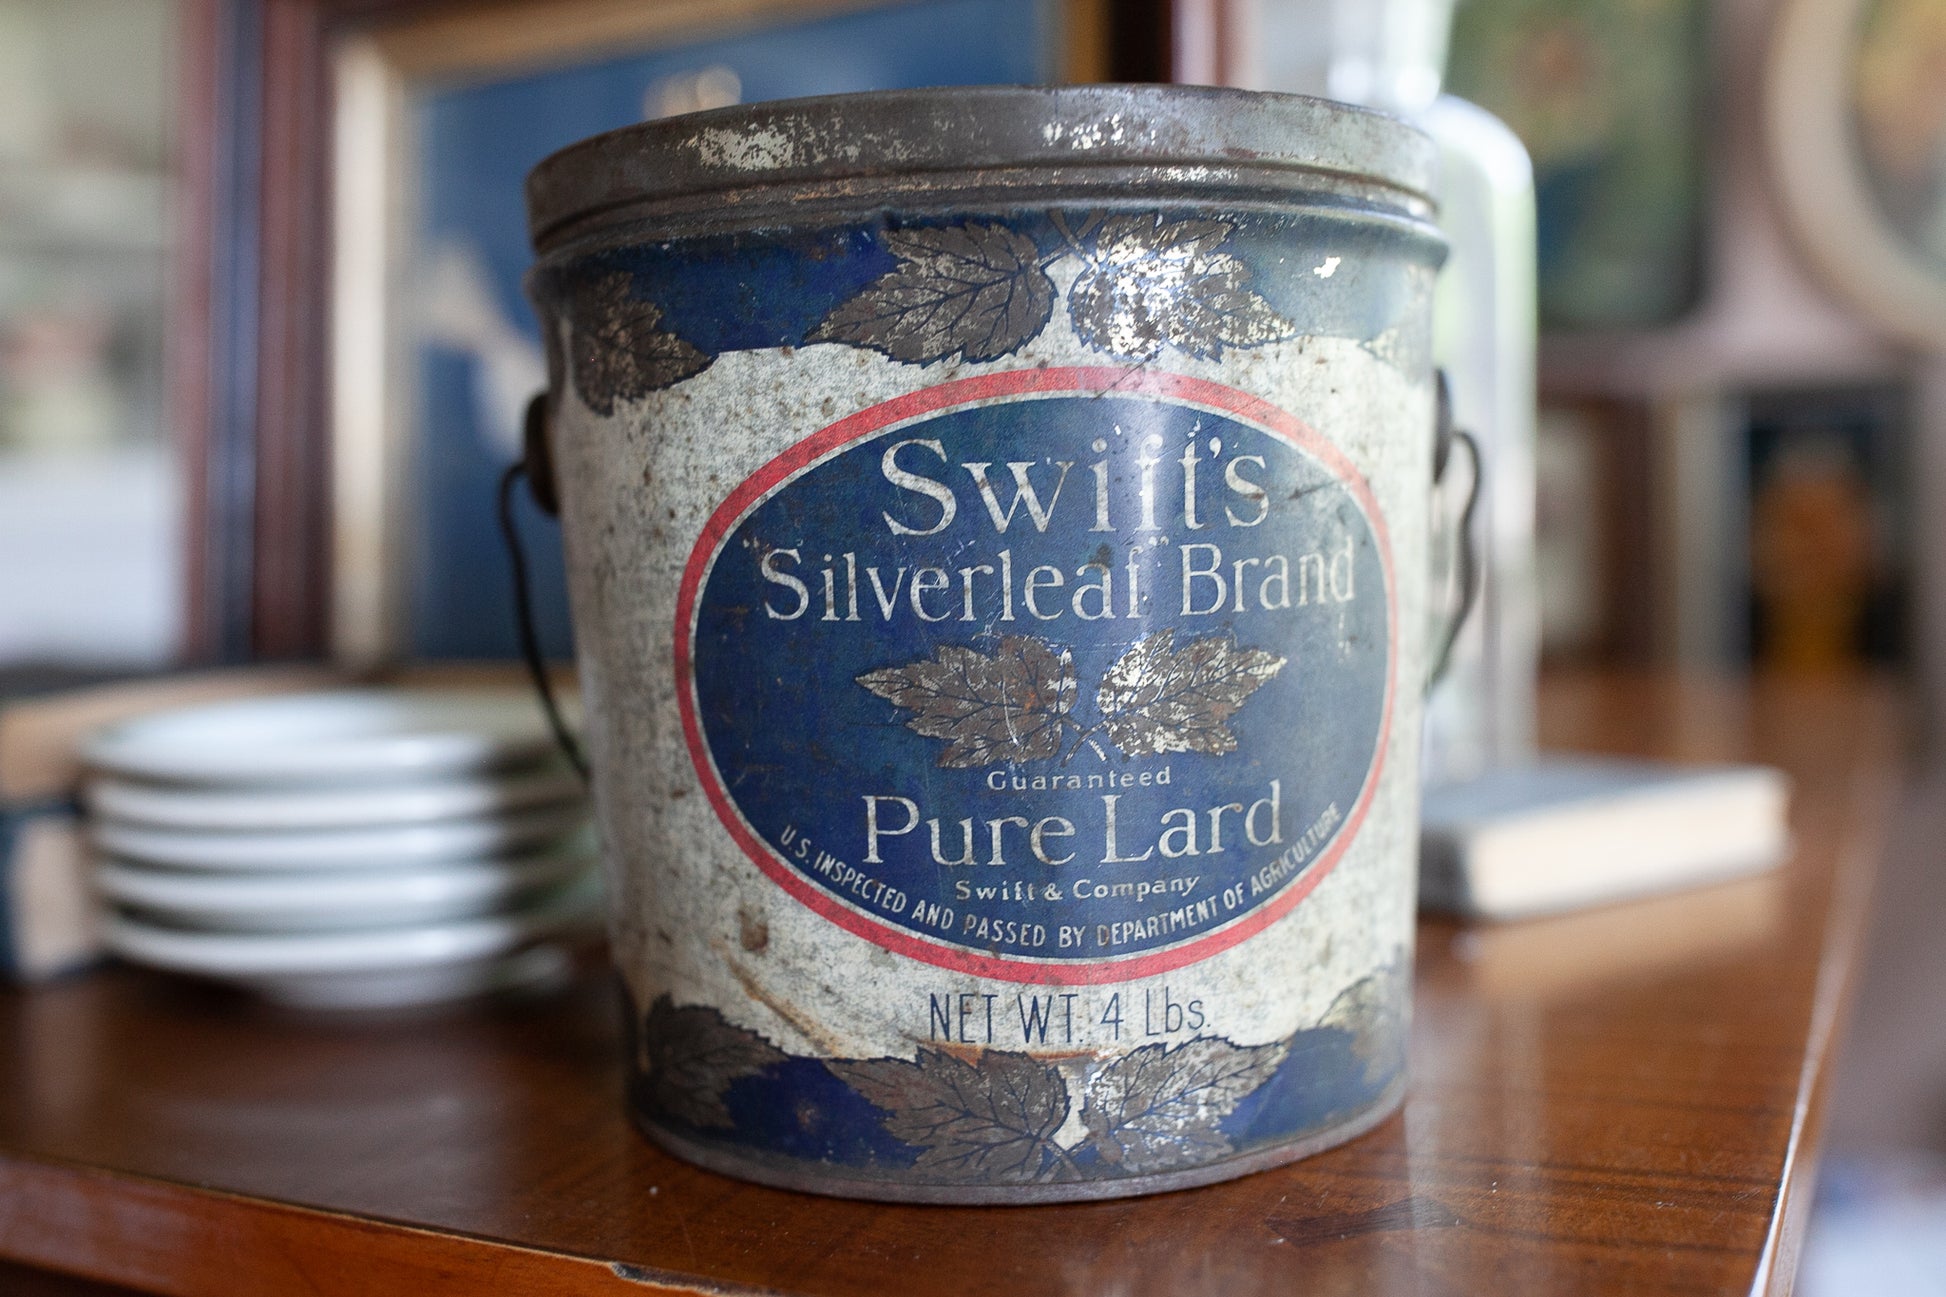 Swift's
"Silverleaf" Brand
Guaranteed
Pure Lard
Swift & Company
U.S. INSPECTED AND PASSED BY DEPARTMENT OF AGRICULTURE
NET WT. 4 Lbs.